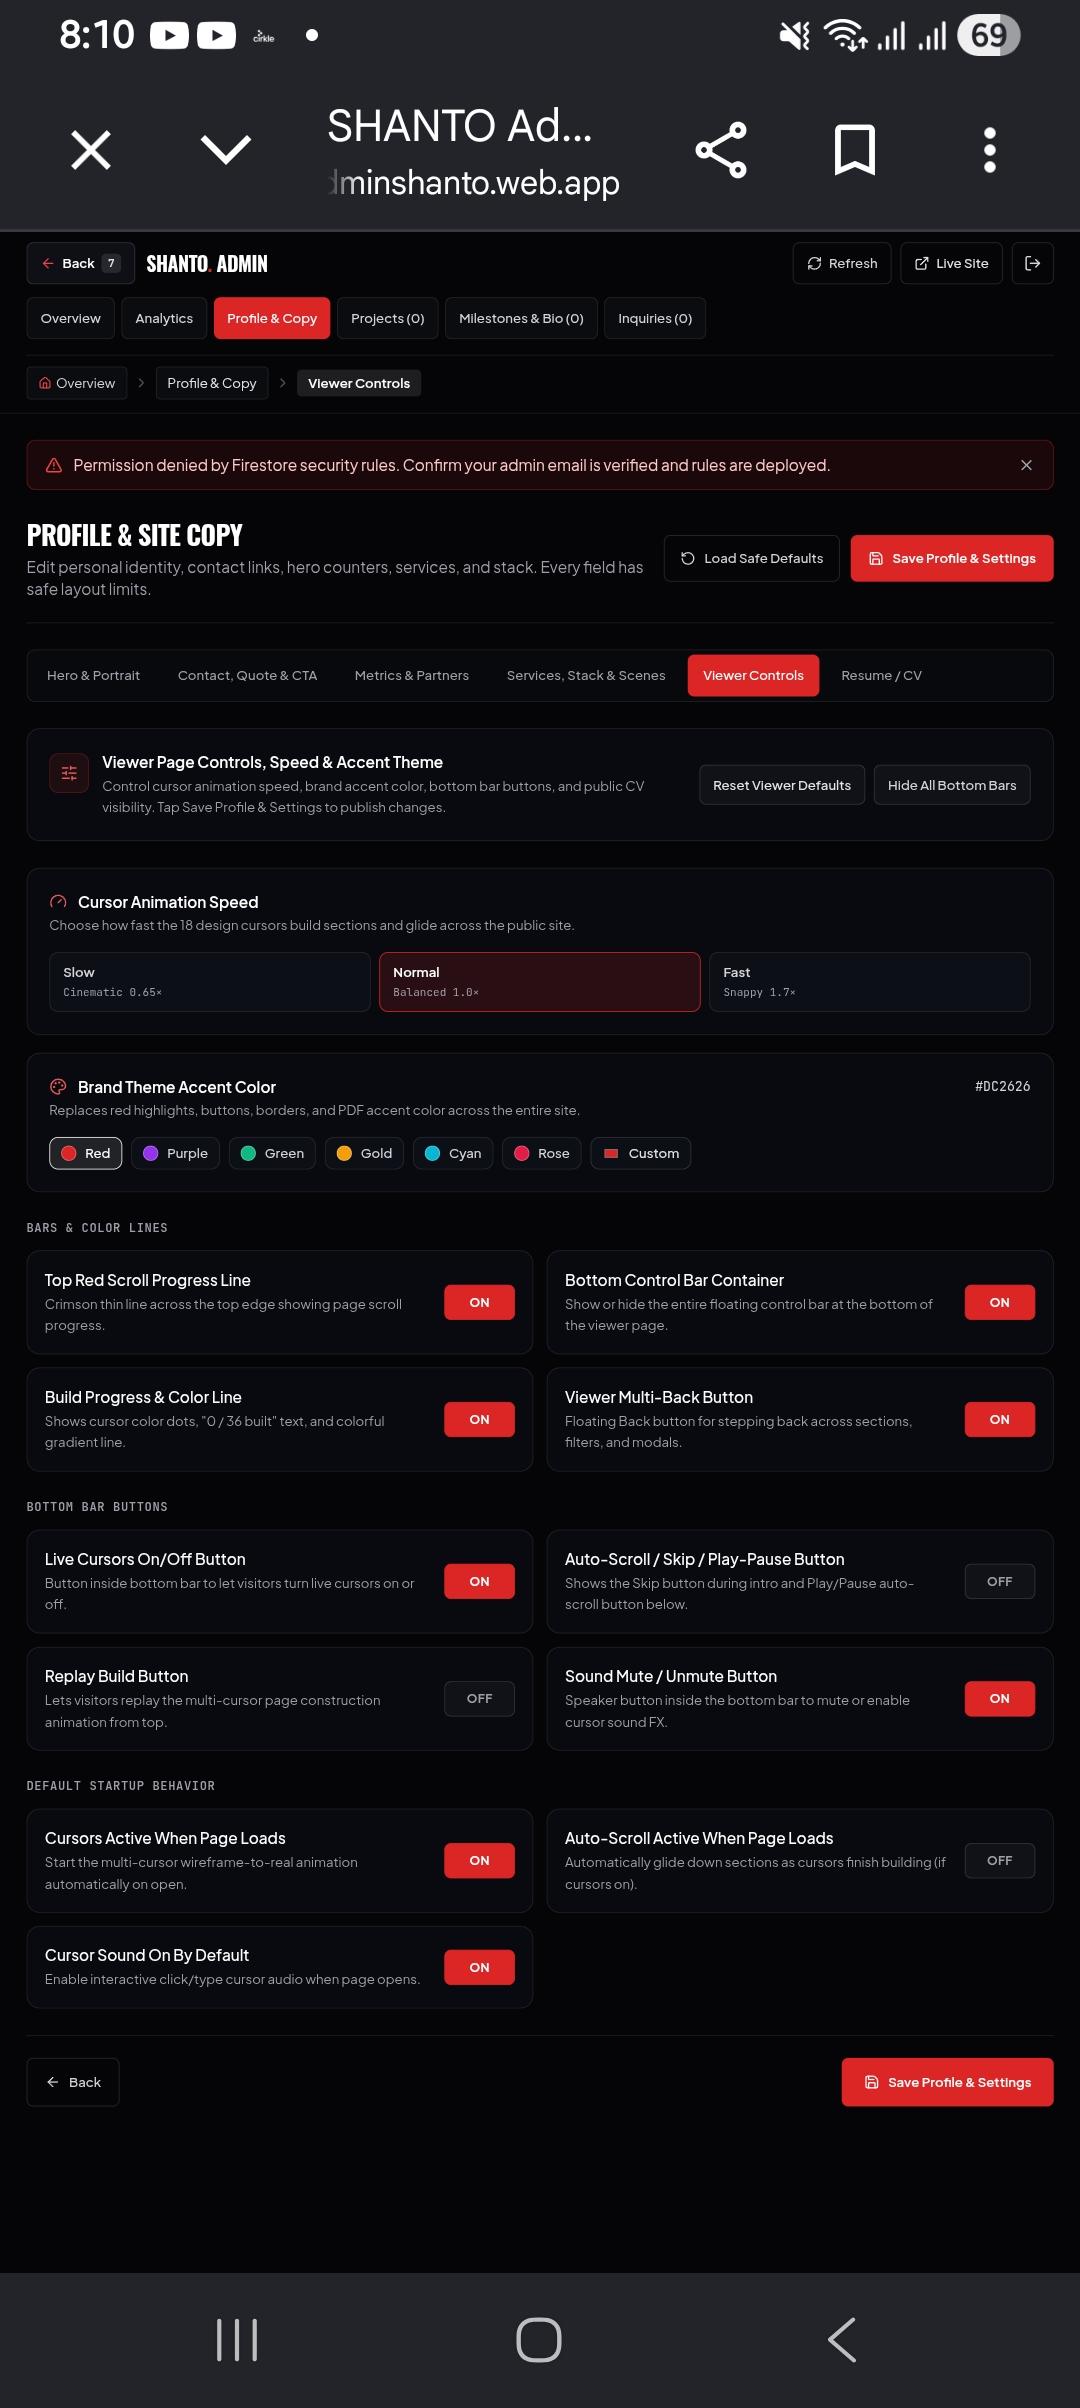 8:10
cirkle
69
SHANTO Ad...
dminshanto.web.app
Back 7 SHANTO. ADMIN Refresh Live Site
Overview Analytics Profile & Copy Projects (0) Milestones & Bio (0) Inquiries (0)
Overview Profile & Copy Viewer Controls
Permission denied by Firestore security rules. Confirm your admin email is verified and rules are deployed.
PROFILE & SITE COPY
Edit personal identity, contact links, hero counters, services, and stack. Every field has
safe layout limits.
Load Safe Defaults Save Profile & Settings
Hero & Portrait Contact, Quote & CTA Metrics & Partners Services, Stack & Scenes Viewer Controls Resume / CV
Viewer Page Controls, Speed & Accent Theme
Control cursor animation speed, brand accent color, bottom bar buttons, and public CV
visibility. Tap Save Profile & Settings to publish changes.
Reset Viewer Defaults Hide All Bottom Bars
Cursor Animation Speed
Choose how fast the 18 design cursors build sections and glide across the public site.
Slow
Cinematic 0.65×
Normal
Balanced 1.0×
Fast
Snappy 1.7×
Brand Theme Accent Color #DC2626
Replaces red highlights, buttons, borders, and PDF accent color across the entire site.
Red Purple Green Gold Cyan Rose Custom
BARS & COLOR LINES
Top Red Scroll Progress Line
Crimson thin line across the top edge showing page scroll
progress.
ON
Bottom Control Bar Container
Show or hide the entire floating control bar at the bottom of
the viewer page.
ON
Build Progress & Color Line
Shows cursor color dots, "0 / 36 built" text, and colorful
gradient line.
ON
Viewer Multi-Back Button
Floating Back button for stepping back across sections,
filters, and modals.
ON
BOTTOM BAR BUTTONS
Live Cursors On/Off Button
Button inside bottom bar to let visitors turn live cursors on or
off.
ON
Auto-Scroll / Skip / Play-Pause Button
Shows the Skip button during intro and Play/Pause auto-
scroll button below.
OFF
Replay Build Button
Lets visitors replay the multi-cursor page construction
animation from top.
OFF
Sound Mute / Unmute Button
Speaker button inside the bottom bar to mute or enable
cursor sound FX.
ON
DEFAULT STARTUP BEHAVIOR
Cursors Active When Page Loads
Start the multi-cursor wireframe-to-real animation
automatically on open.
ON
Auto-Scroll Active When Page Loads
Automatically glide down sections as cursors finish building (if
cursors on).
OFF
Cursor Sound On By Default
Enable interactive click/type cursor audio when page opens.
ON
Back Save Profile & Settings